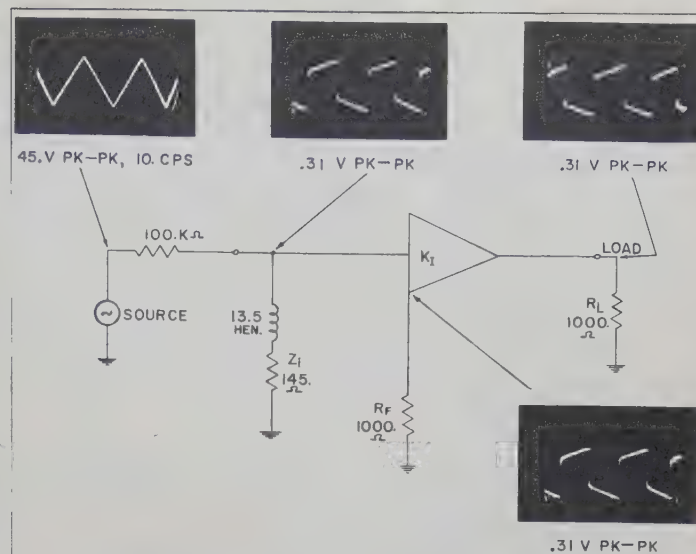 45.V PK-PK, 10. CPS
.31 V PK-PK
.31 V PK-PK
100.KΩ
SOURCE
13.5
HEN.
Zi
145.
Ω
KI
RF
1000.
Ω
LOAD
RL
1000.
Ω
.31 V PK-PK